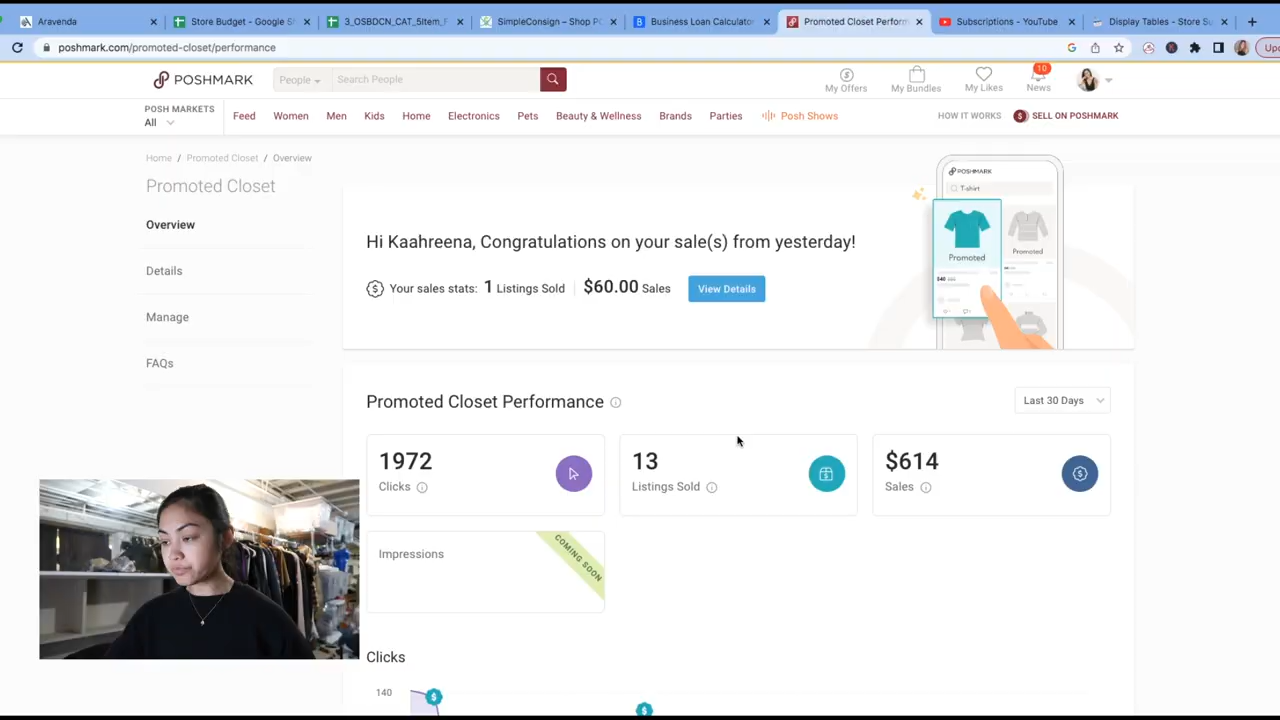 Aravenda
Store Budget - Google S
3_OSBDCN_CAT_5Item_F
SimpleConsign – Shop PO
Business Loan Calculator
Promoted Closet Perform
Subscriptions - YouTube
Display Tables - Store Su
poshmark.com/promoted-closet/performance
POSHMARK
People
Search People
My Offers
My Bundles
My Likes
10
News
POSH MARKETS
All
Feed
Women
Men
Kids
Home
Electronics
Pets
Beauty & Wellness
Brands
Parties
Posh Shows
HOW IT WORKS
SELL ON POSHMARK
Home / Promoted Closet / Overview
Promoted Closet
Overview
Details
Manage
FAQs
Hi Kaahreena, Congratulations on your sale(s) from yesterday!
Your sales stats: 1 Listings Sold $60.00 Sales
View Details
POSHMARK
T-shirt
Promoted
Promoted
Promoted Closet Performance
Last 30 Days
1972
Clicks
13
Listings Sold
$614
Sales
Impressions
COMING SOON
Clicks
140